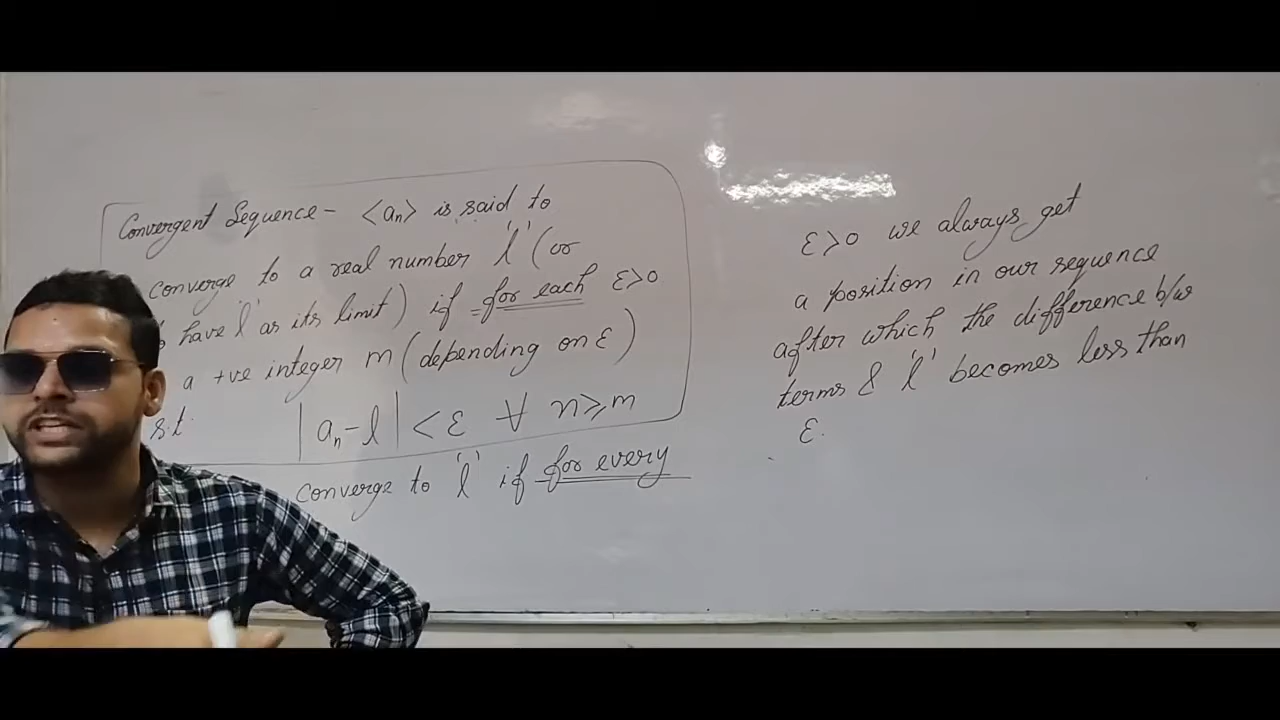 Convergent Sequence - <an> is said to
converge to a real number 'l' (or
have l as its limit) if for each ε>0
a +ve integer m (depending on ε)
s.t. |an-l| < ε ∀ n≥m
converge to 'l' if for every
ε>0 we always get
a position in our sequence
after which the difference b/w
terms & 'l' becomes less than
ε.